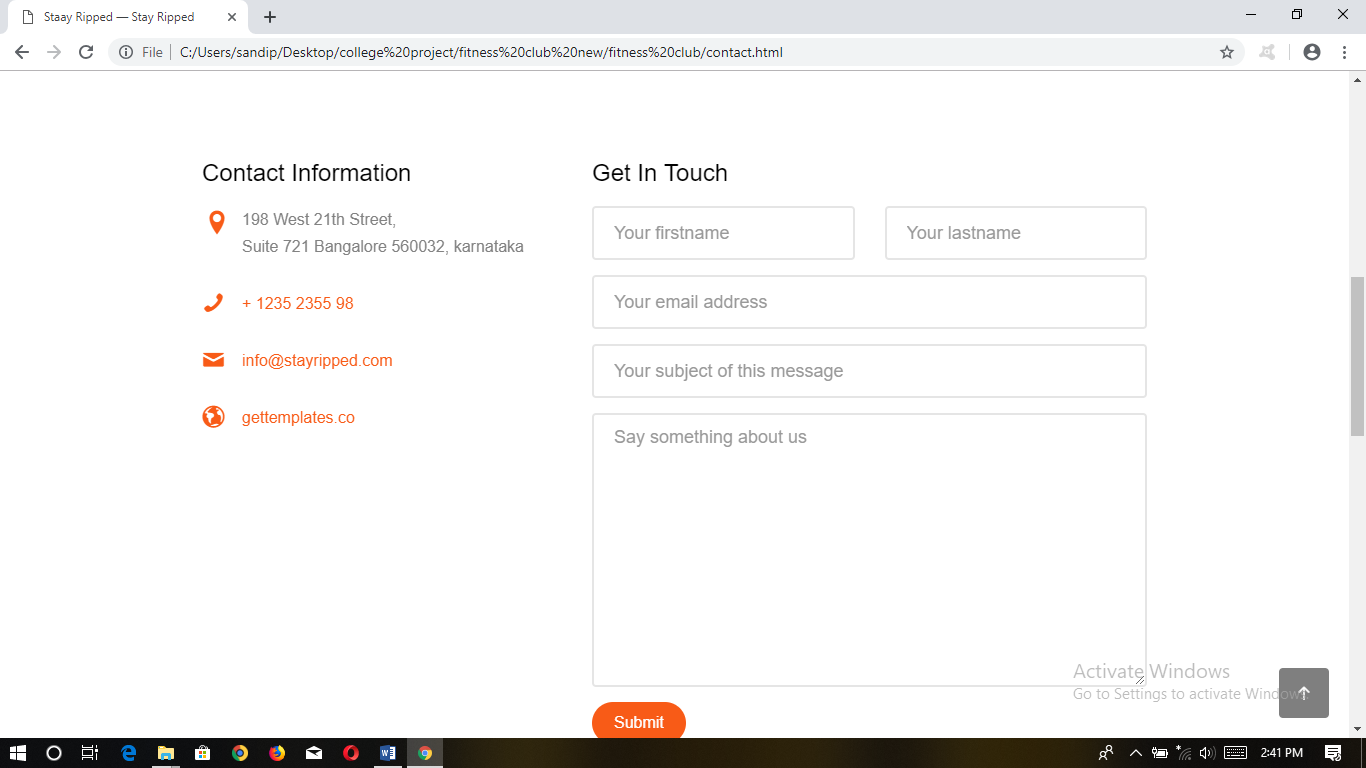 Staay Ripped — Stay Ripped
File
C:/Users/sandip/Desktop/college%20project/fitness%20club%20new/fitness%20club/contact.html
Contact Information
198 West 21th Street,
Suite 721 Bangalore 560032, karnataka
+ 1235 2355 98
info@stayripped.com
gettemplates.co
Get In Touch
Your firstname
Your lastname
Your email address
Your subject of this message
Say something about us
Submit
Activate Windows
Go to Settings to activate Windows.
2:41 PM